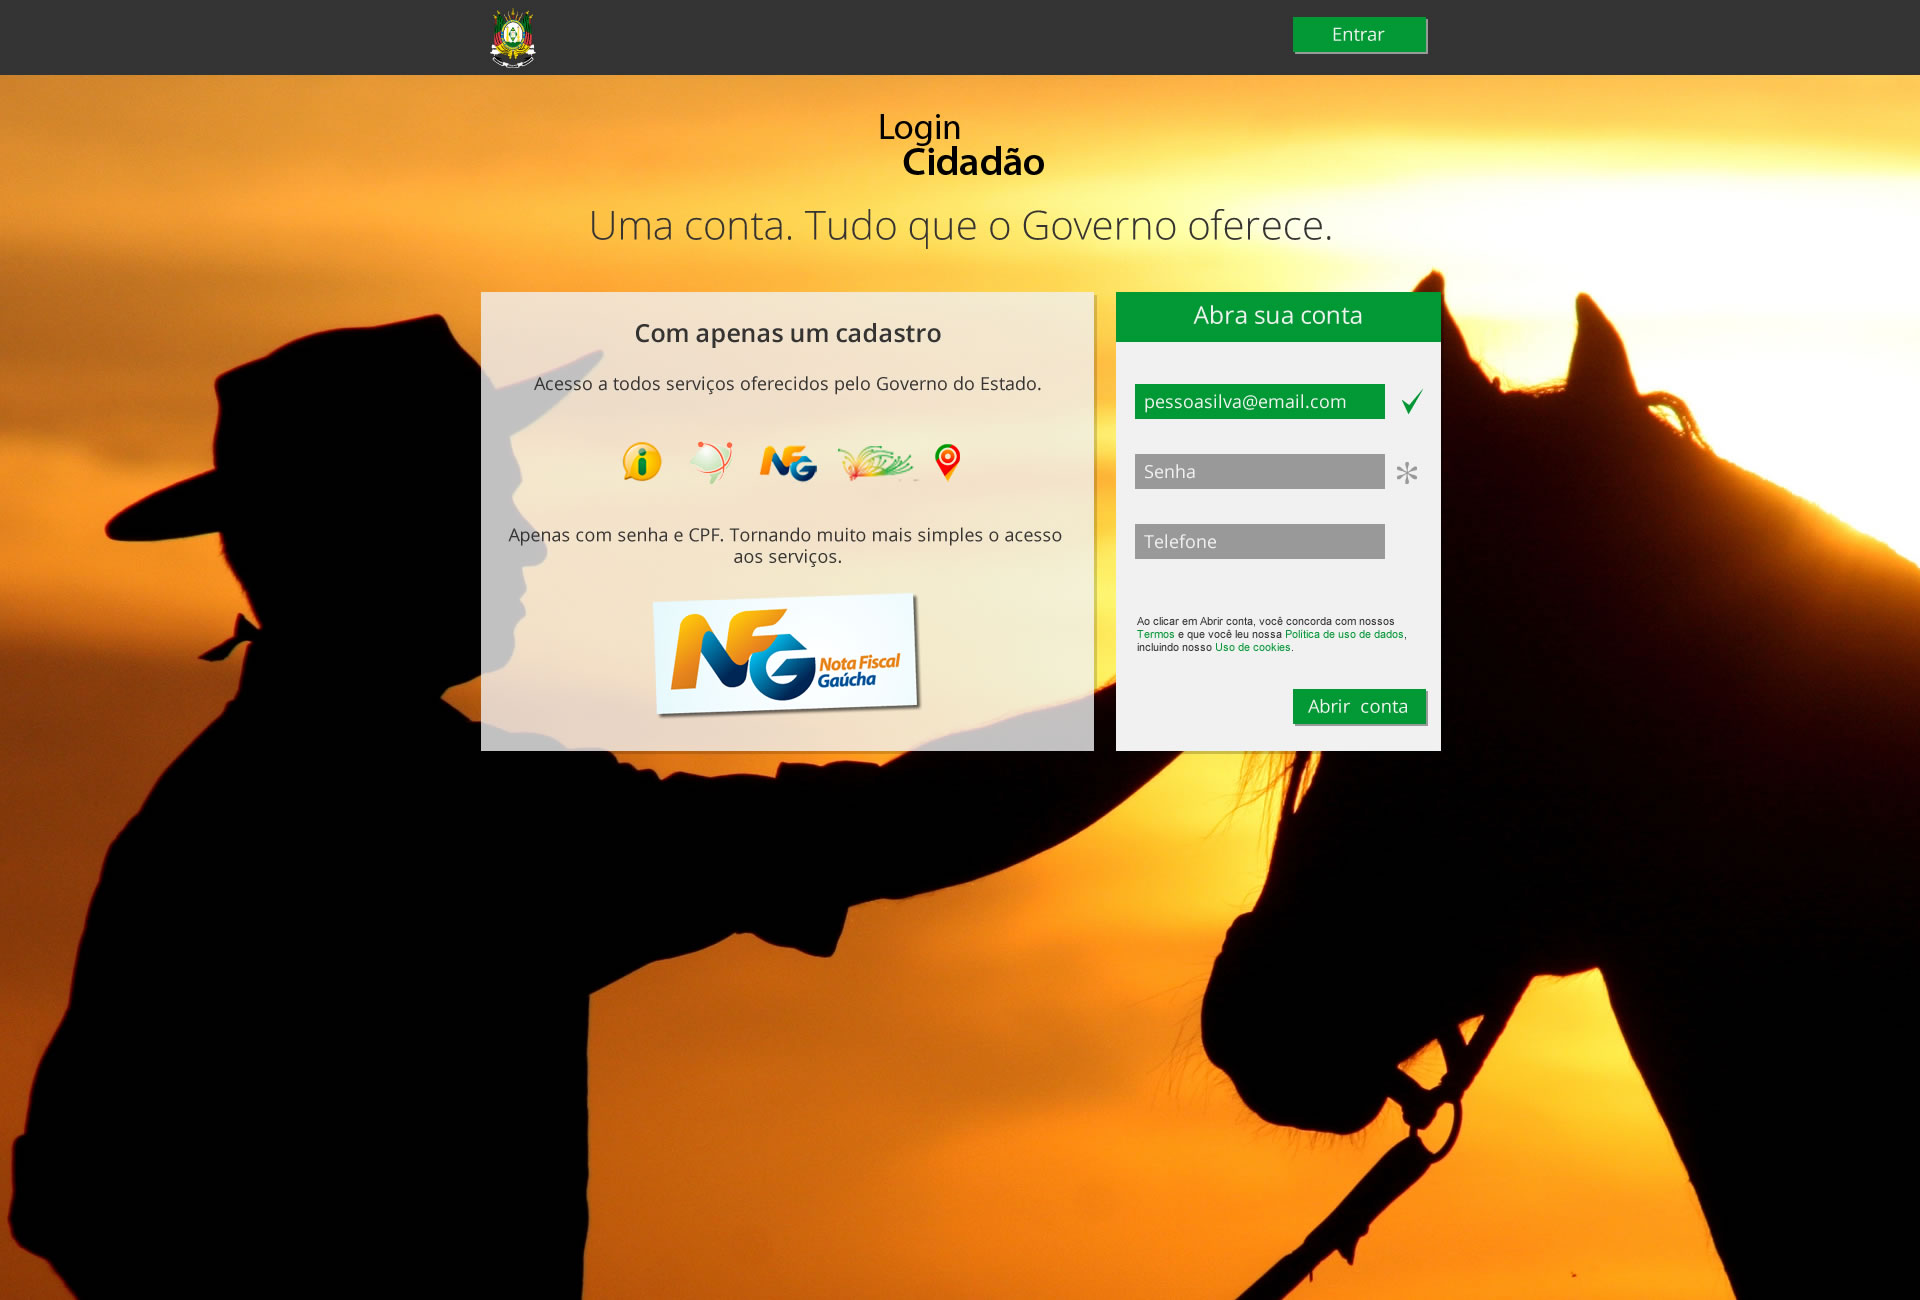 Entrar
Login
Cidadão
Uma conta. Tudo que o Governo oferece.
Com apenas um cadastro
Acesso a todos serviços oferecidos pelo Governo do Estado.
NFG
Apenas com senha e CPF. Tornando muito mais simples o acesso
aos serviços.
NFG Nota Fiscal
Gaúcha
Abra sua conta
pessoasilva@email.com
Senha
Telefone
Ao clicar em Abrir conta, você concorda com nossos
Termos e que você leu nossa Política de uso de dados,
incluindo nosso Uso de cookies.
Abrir conta